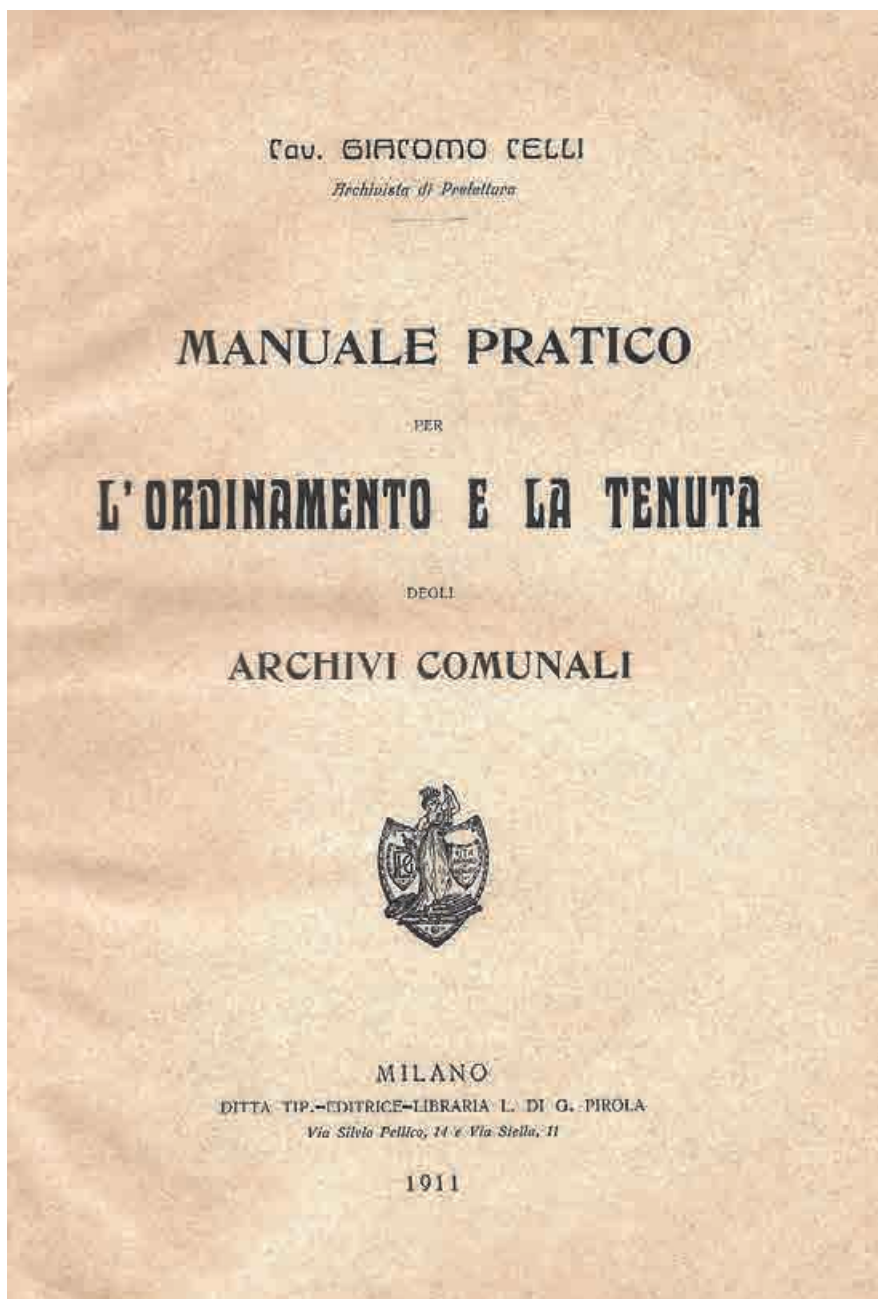 Cav. GIACOMO CELLI
Archivista di Prefettura
MANUALE PRATICO
PER
L'ORDINAMENTO E LA TENUTA
DEGLI
ARCHIVI COMUNALI
MILANO
DITTA TIP.-EDITRICE-LIBRARIA L. DI G. PIROLA
Via Silvio Pellico, 14 e Via Stella, 11
1911